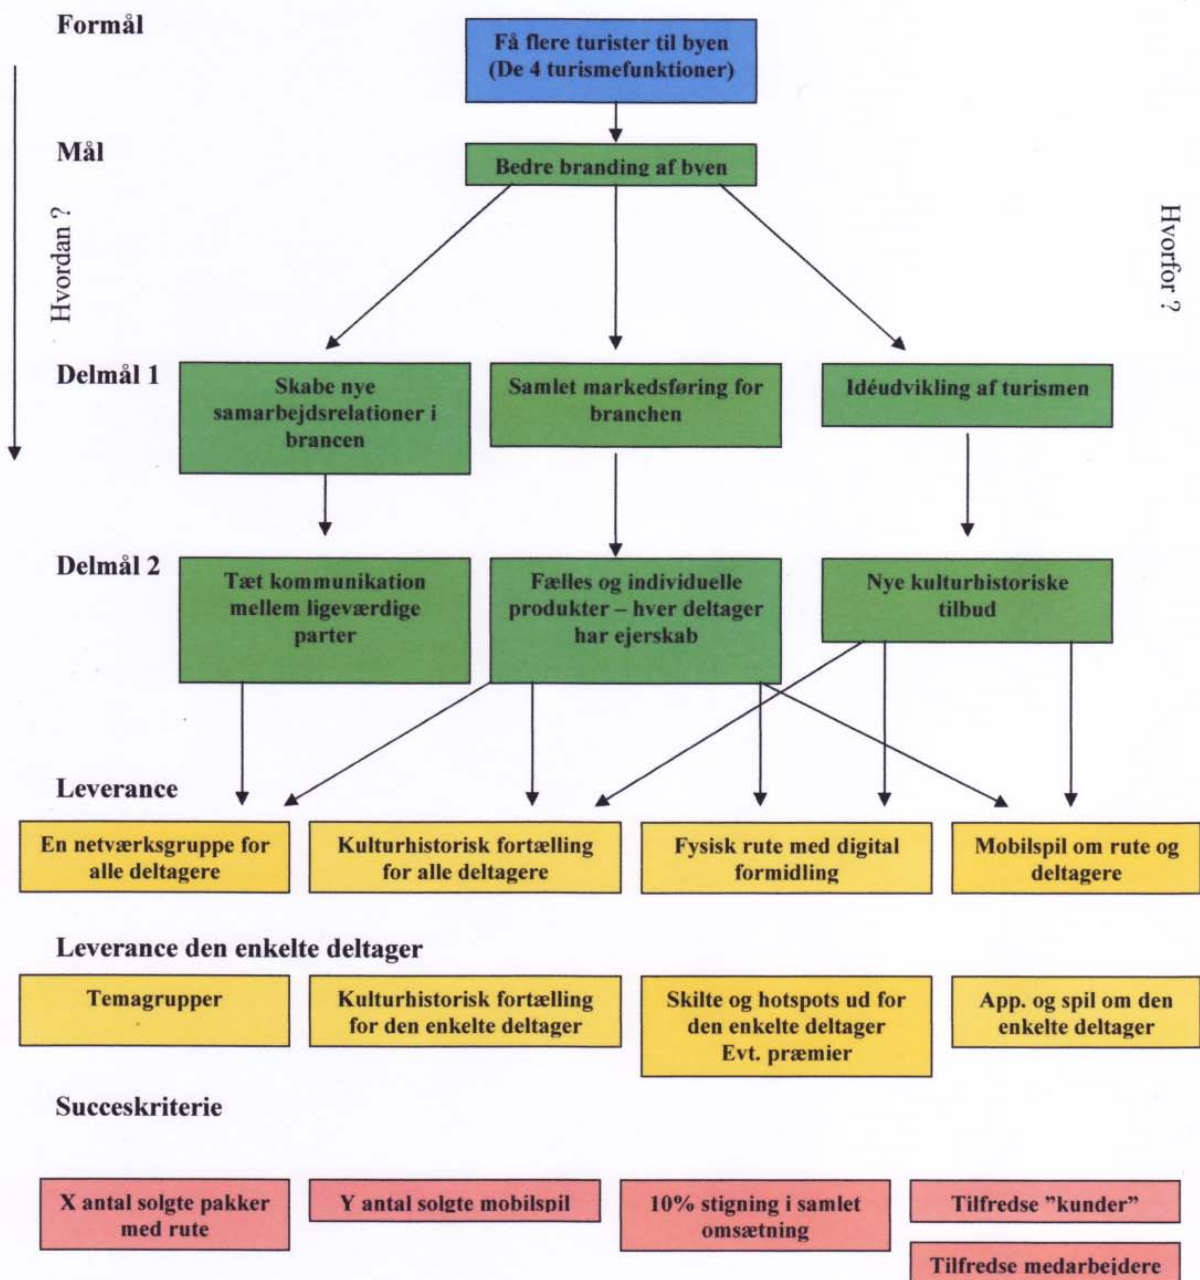 Formål
Få flere turister til byen
(De 4 turismefunktioner)
Mål
Bedre branding af byen
Hvordan ?
Hvorfor ?
Delmål 1
Skabe nye
samarbejdsrelationer i
brancen
Samlet markedsføring for
branchen
Idéudvikling af turismen
Delmål 2
Tæt kommunikation
mellem ligeværdige
parter
Fælles og individuelle
produkter – hver deltager
har ejerskab
Nye kulturhistoriske
tilbud
Leverance
En netværksgruppe for
alle deltagere
Kulturhistorisk fortælling
for alle deltagere
Fysisk rute med digital
formidling
Mobilspil om rute og
deltagere
Leverance den enkelte deltager
Temagrupper
Kulturhistorisk fortælling
for den enkelte deltager
Skilte og hotspots ud for
den enkelte deltager
Evt. præmier
App. og spil om den
enkelte deltager
Succeskriterie
X antal solgte pakker
med rute
Y antal solgte mobilspil
10% stigning i samlet
omsætning
Tilfredse ”kunder”
Tilfredse medarbejdere